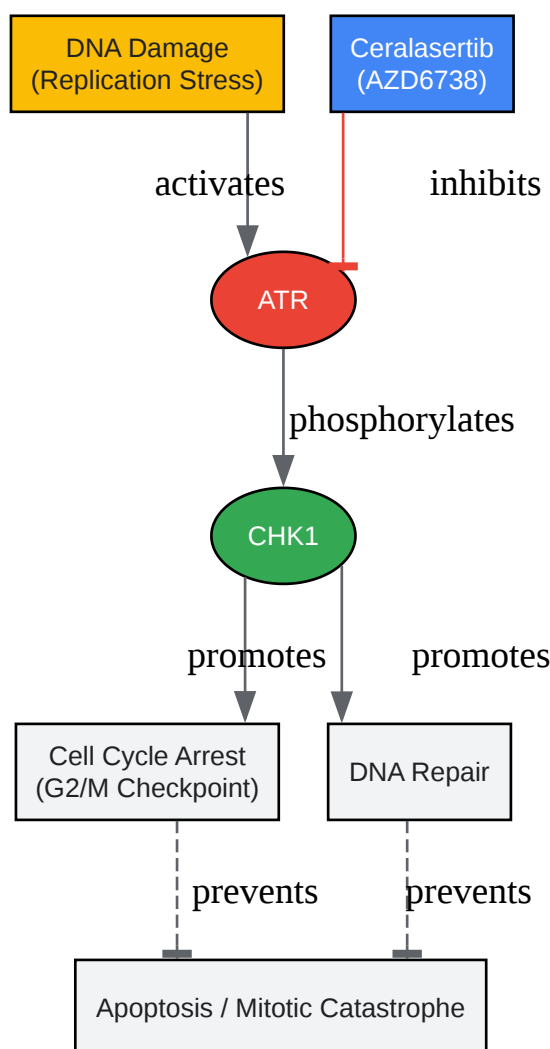 DNA Damage
(Replication Stress)
Ceralasertib
(AZD6738)
activates
inhibits
ATR
phosphorylates
CHK1
promotes
promotes
Cell Cycle Arrest
(G2/M Checkpoint)
DNA Repair
prevents
prevents
Apoptosis / Mitotic Catastrophe